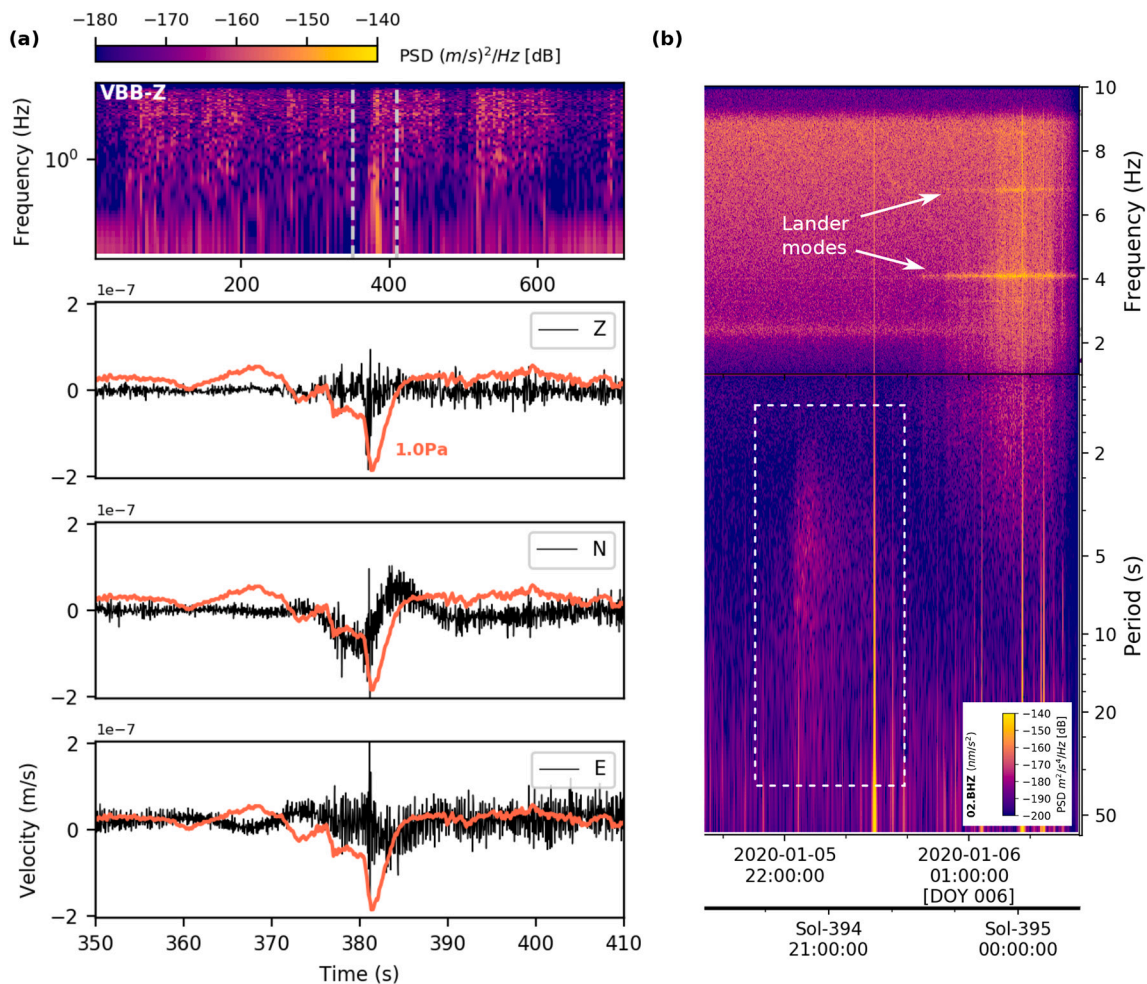 (a)
−180 −170 −160 −150 −140
PSD (m/s)²/Hz [dB]
VBB-Z
Frequency (Hz)
10⁰
200 400 600
1e−7
2
0
−2
Z
1.0Pa
1e−7
2
0
−2
N
1e−7
2
0
−2
E
Velocity (m/s)
350 360 370 380 390 400 410
Time (s)
(b)
10
8
6
4
2
Frequency (Hz)
Lander
modes
2
5
10
20
50
Period (s)
02.BHZ (nm/s²)
−140
−150
−160
−170
−180
−190
−200
PSD m²/s⁴/Hz [dB]
2020-01-05
22:00:00
2020-01-06
01:00:00
[DOY 006]
Sol-394
21:00:00
Sol-395
00:00:00